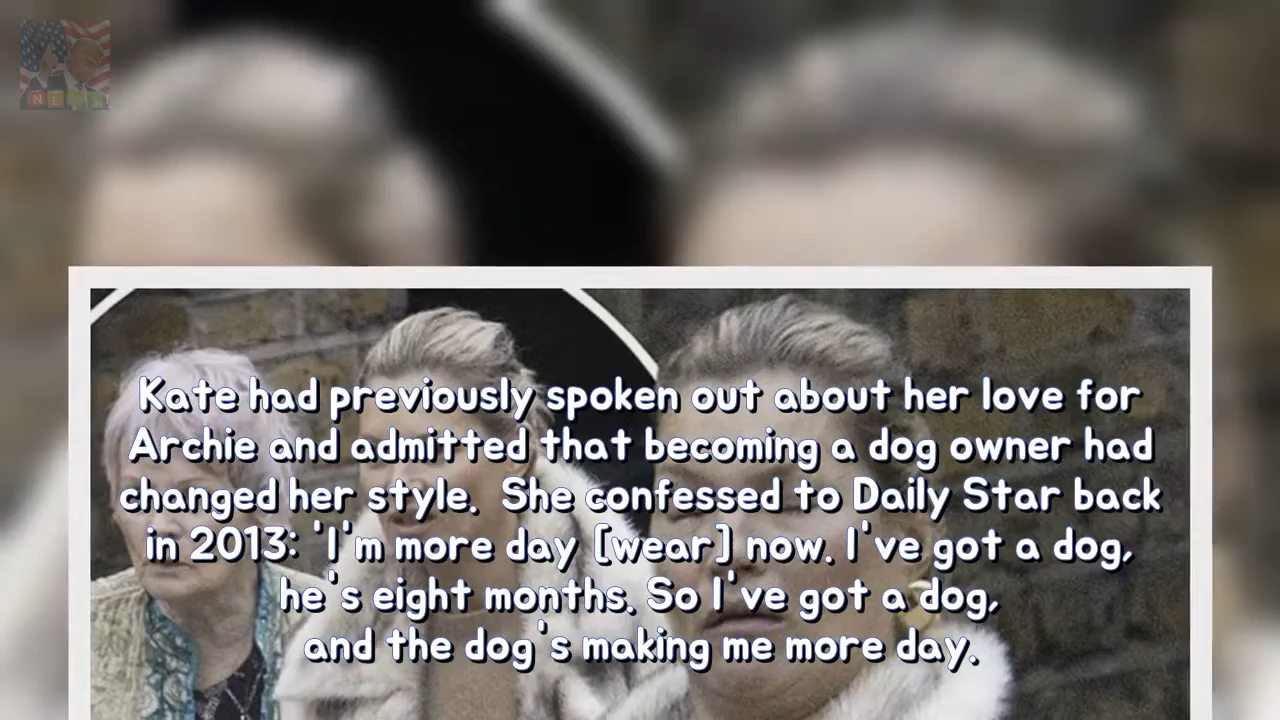 NEWS
Kate had previously spoken out about her love for
Archie and admitted that becoming a dog owner had
changed her style.  She confessed to Daily Star back
in 2013: 'I'm more day [wear] now. I've got a dog,
he's eight months. So I've got a dog,
and the dog's making me more day.